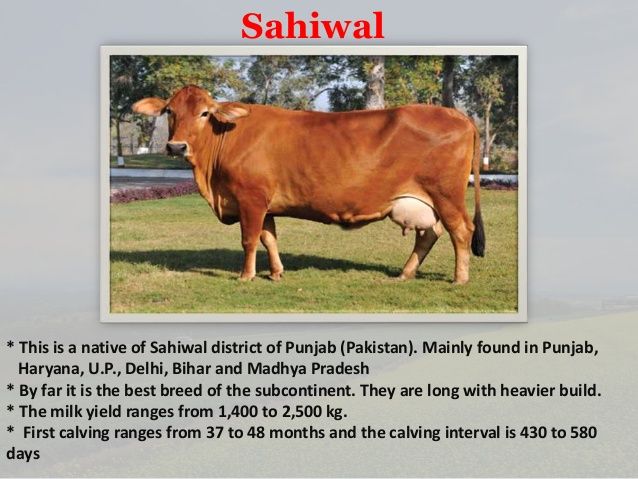 Sahiwal
* This is a native of Sahiwal district of Punjab (Pakistan). Mainly found in Punjab,
Haryana, U.P., Delhi, Bihar and Madhya Pradesh
* By far it is the best breed of the subcontinent. They are long with heavier build.
* The milk yield ranges from 1,400 to 2,500 kg.
* First calving ranges from 37 to 48 months and the calving interval is 430 to 580
days